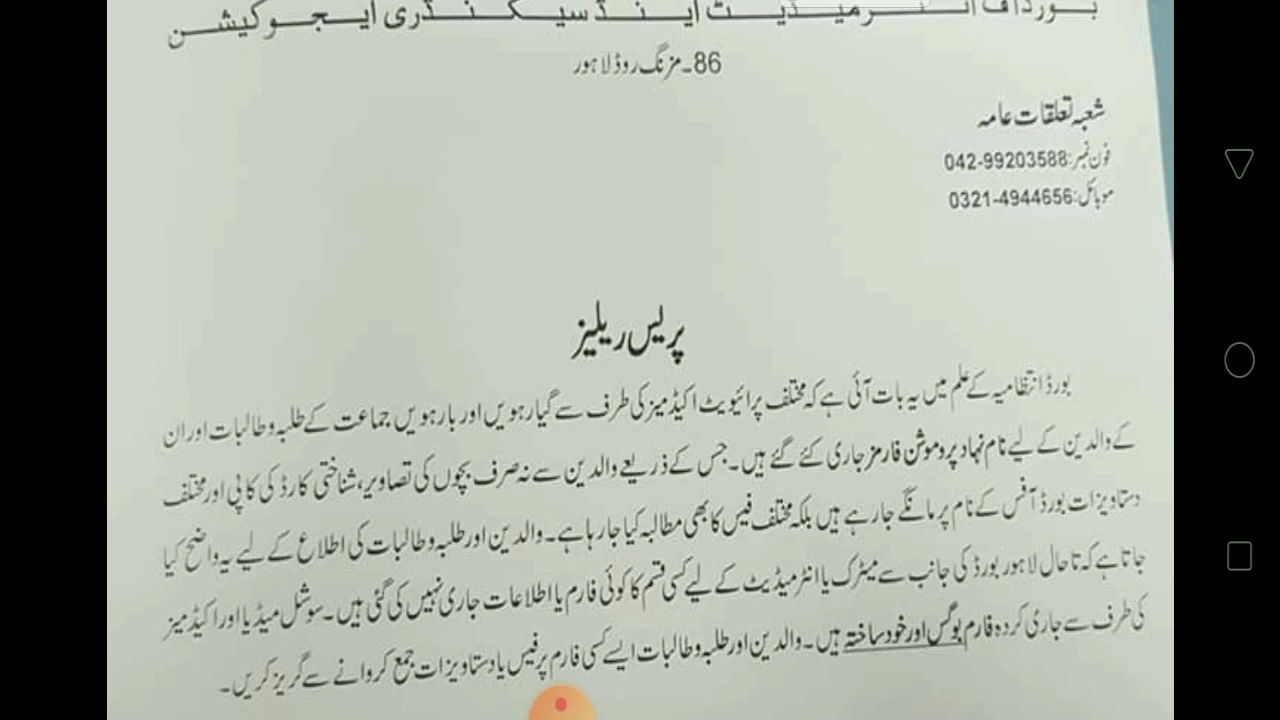 بورڈ آف انٹرمیڈیٹ اینڈ سیکنڈری ایجوکیشن
86۔مزنگ روڈ لاہور
شعبہ تعلقات عامہ
فون نمبر:042-99203588
موبائل:0321-4944656
پریس ریلیز
بورڈ انتظامیہ کے علم میں یہ بات آئی ہے کہ مختلف پرائیویٹ اکیڈمیز کی طرف سے گیارہویں اور بارہویں جماعت کے طلبہ و طالبات اور ان
کے والدین کے لیے نام نہاد پروموشن فارمز جاری کئے گئے ہیں۔ جس کے ذریعے والدین سے نہ صرف بچوں کی تصاویر، شناختی کارڈ کی کاپی اور مختلف
دستاویزات بورڈ آفس کے نام پر مانگے جا رہے ہیں بلکہ مختلف فیس کا بھی مطالبہ کیا جا رہا ہے۔ والدین اور طلبہ و طالبات کی اطلاع کے لیے یہ واضح کیا
جاتا ہے کہ تاحال لاہور بورڈ کی جانب سے میٹرک یا انٹرمیڈیٹ کے لیے کسی قسم کا کوئی فارم یا اطلاعات جاری نہیں کی گئی ہیں۔ سوشل میڈیا اور اکیڈمیز
کی طرف سے جاری کردہ فارم بوگس اور خود ساختہ ہیں۔ والدین اور طلبہ و طالبات ایسے کسی فارم پر فیس یا دستاویزات جمع کروانے سے گریز کریں۔